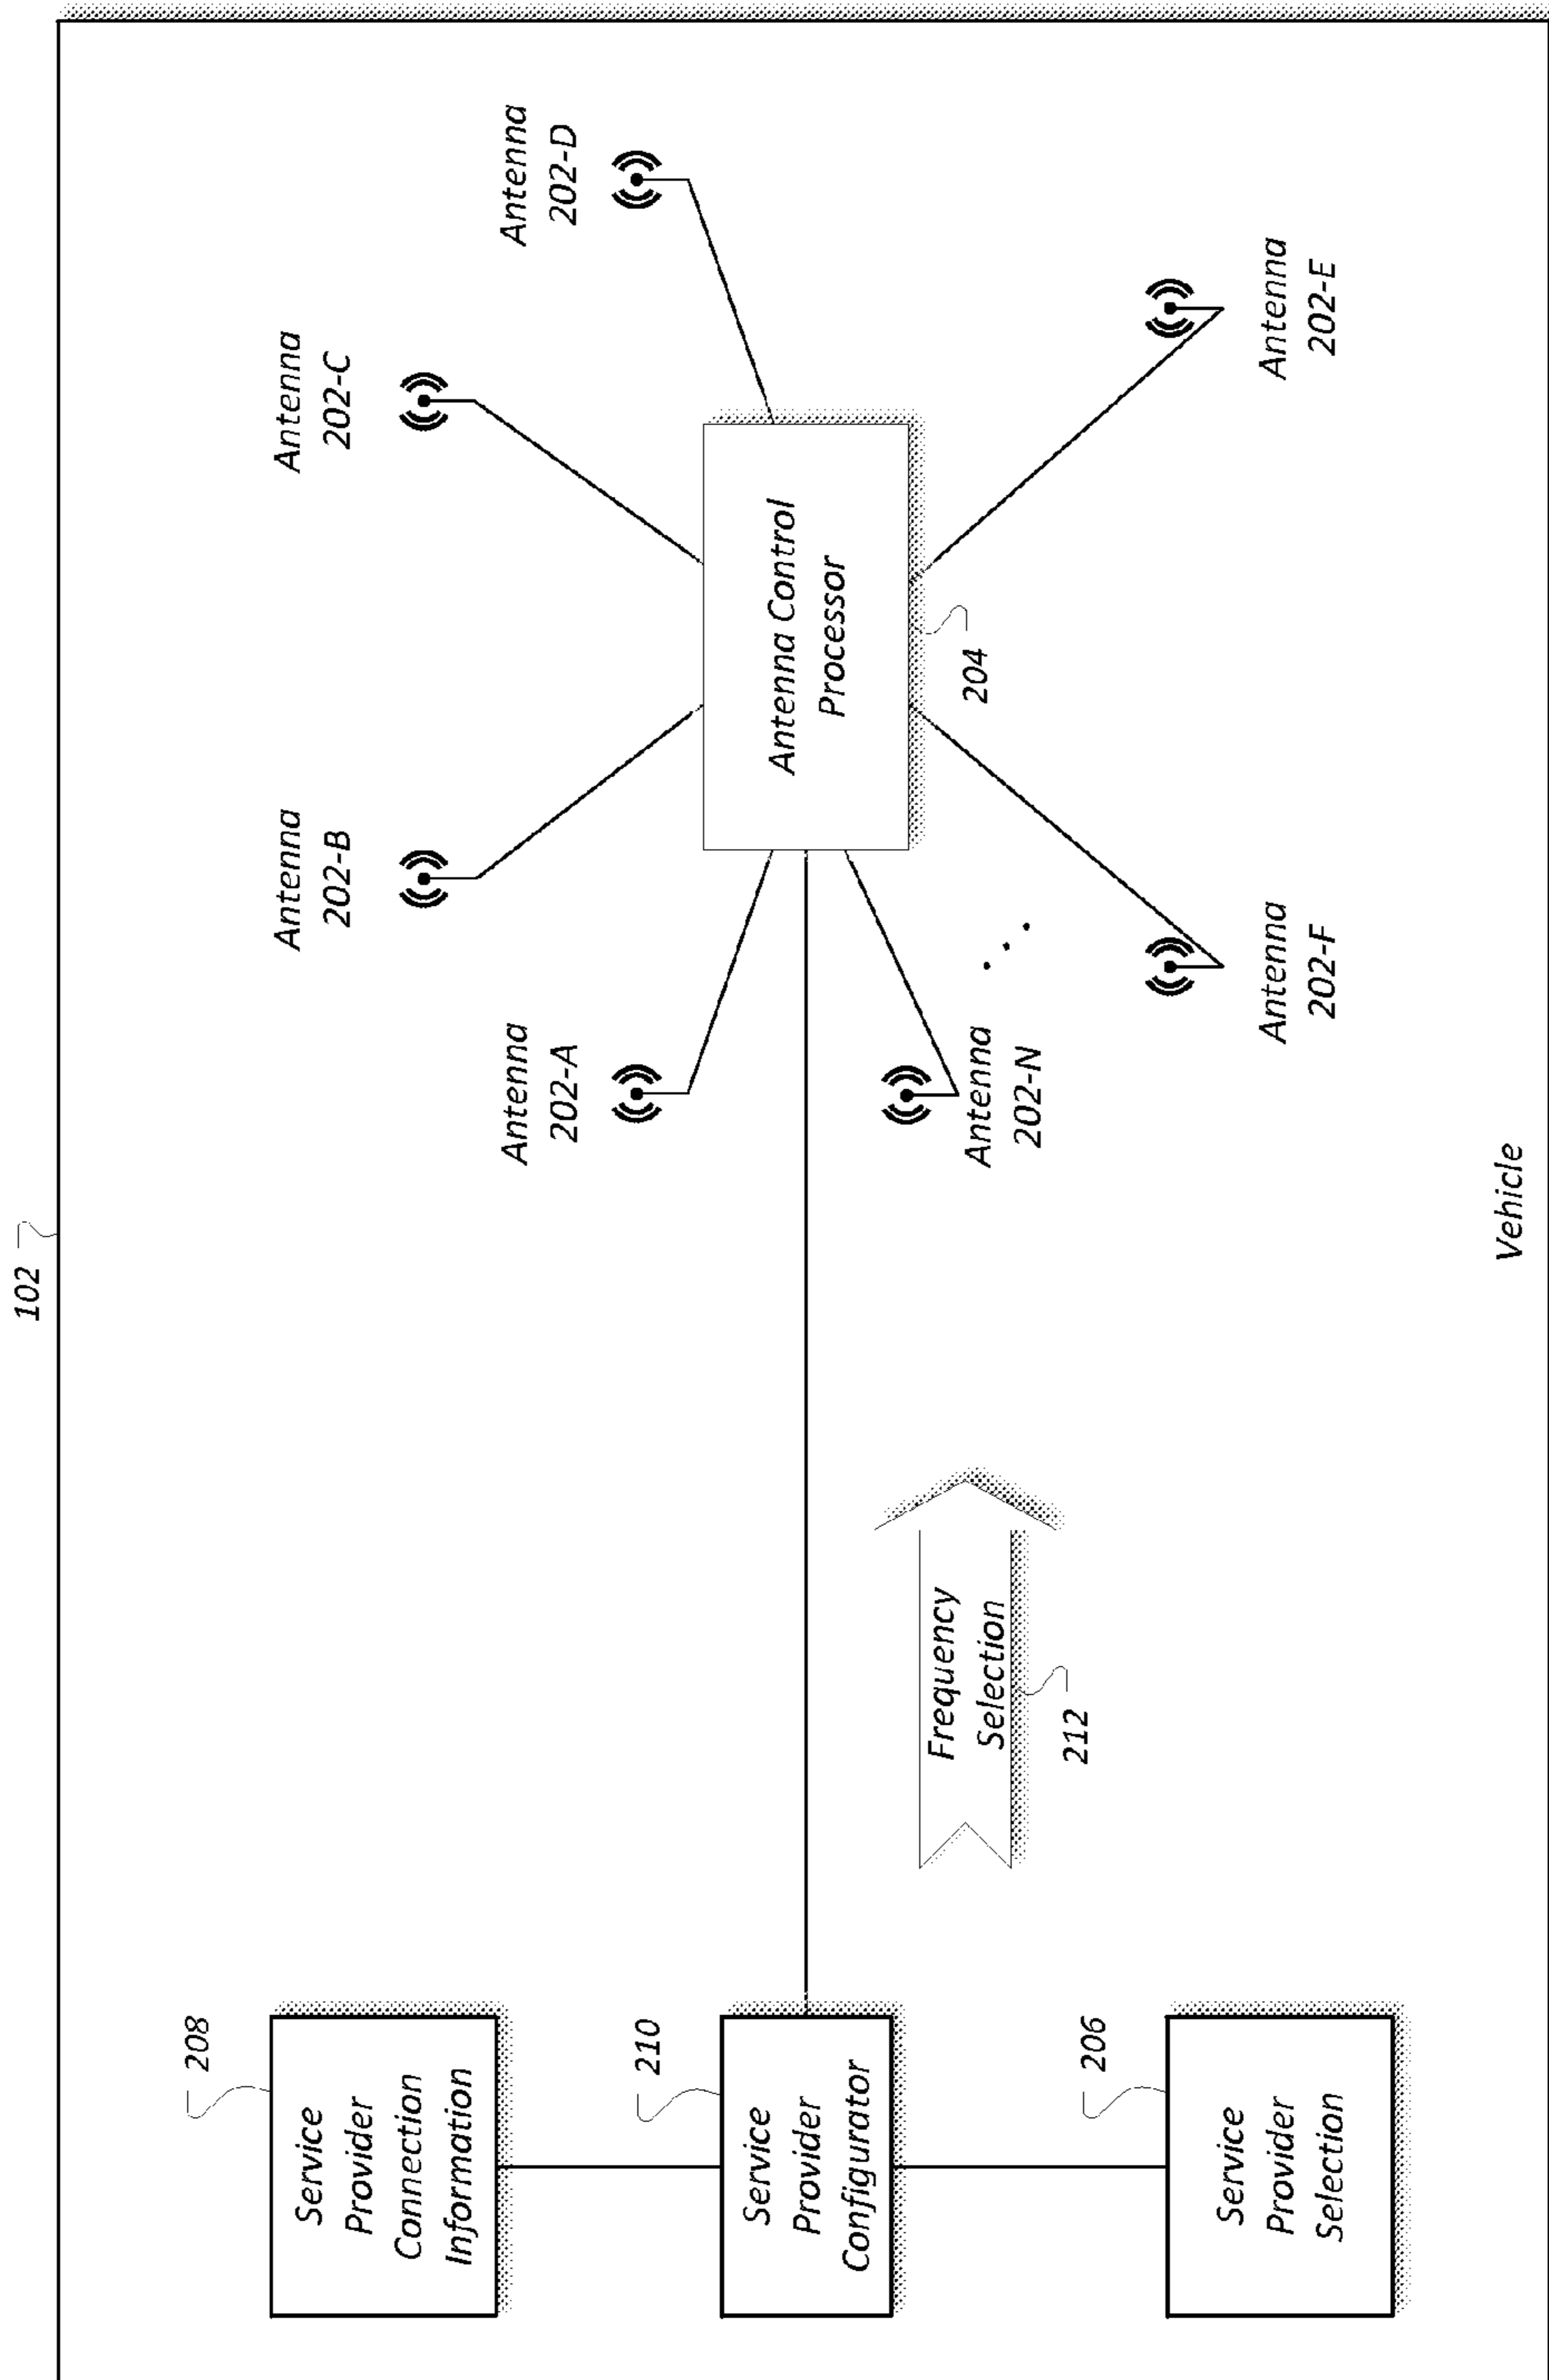 102
208
Service
Provider
Connection
Information
210
Service
Provider
Configurator
206
Service
Provider
Selection
Frequency
Selection
212
Antenna
202-A
Antenna
202-B
Antenna
202-C
Antenna
202-D
Antenna Control
Processor
204
Antenna
202-N
Antenna
202-F
Antenna
202-E
Vehicle